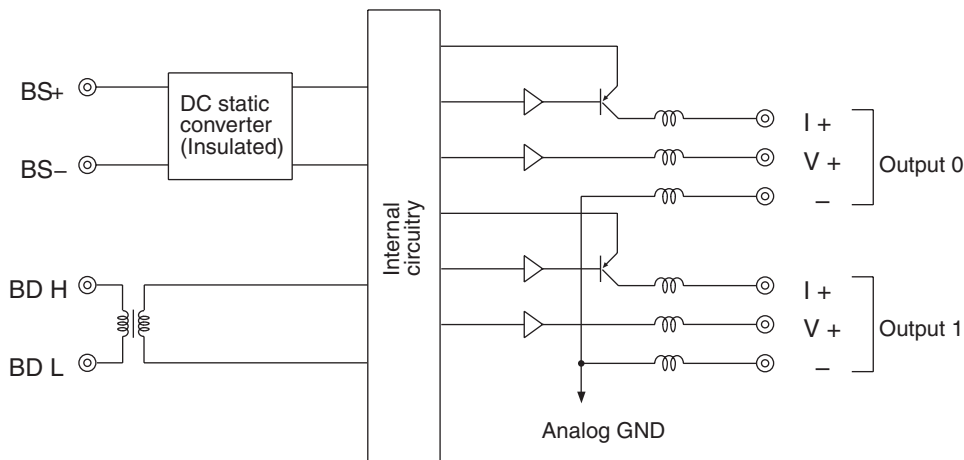 BS+
BS–
DC static
converter
(Insulated)
BD H
BD L
Internal
circuitry
I +
V +
–
Output 0
I +
V +
–
Output 1
Analog GND